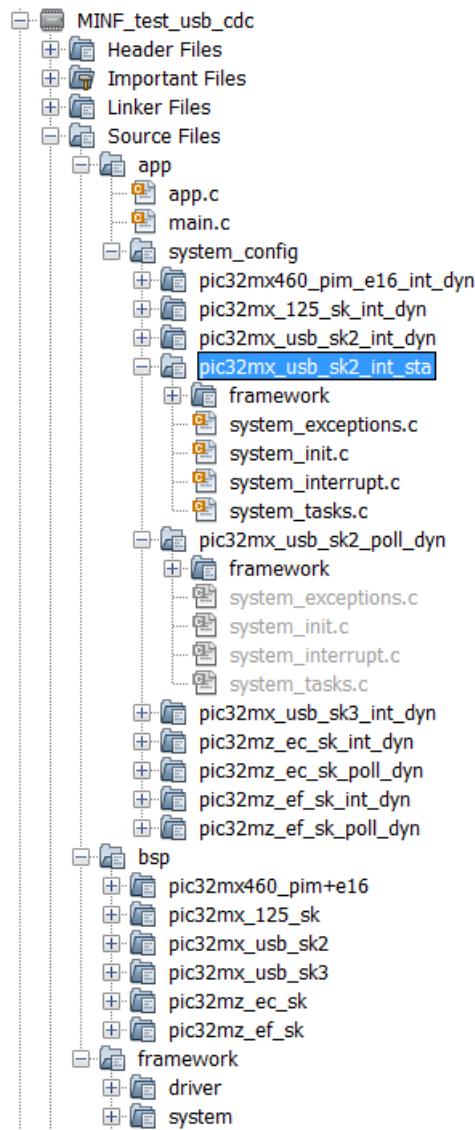 MINF_test_usb_cdc
Header Files
Important Files
Linker Files
Source Files
app
app.c
main.c
system_config
pic32mx460_pim_e16_int_dyn
pic32mx_125_sk_int_dyn
pic32mx_usb_sk2_int_dyn
pic32mx_usb_sk2_int_sta
framework
system_exceptions.c
system_init.c
system_interrupt.c
system_tasks.c
pic32mx_usb_sk2_poll_dyn
framework
system_exceptions.c
system_init.c
system_interrupt.c
system_tasks.c
pic32mx_usb_sk3_int_dyn
pic32mz_ec_sk_int_dyn
pic32mz_ec_sk_poll_dyn
pic32mz_ef_sk_int_dyn
pic32mz_ef_sk_poll_dyn
bsp
pic32mx460_pim+e16
pic32mx_125_sk
pic32mx_usb_sk2
pic32mx_usb_sk3
pic32mz_ec_sk
pic32mz_ef_sk
framework
driver
system